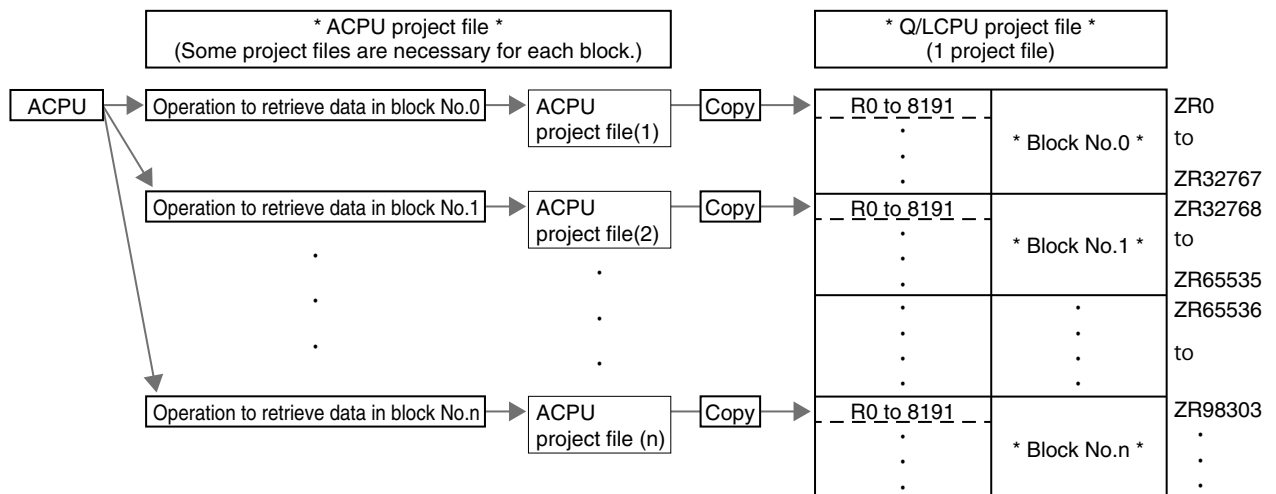 * ACPU project file *
(Some project files are necessary for each block.)
* Q/LCPU project file *
(1 project file)
ACPU
Operation to retrieve data in block No.0
ACPU
project file(1)
Copy
R0 to 8191
* Block No.0 *
ZR0
to
ZR32767
Operation to retrieve data in block No.1
ACPU
project file(2)
Copy
R0 to 8191
* Block No.1 *
ZR32768
to
ZR65535
ZR65536
to
Operation to retrieve data in block No.n
ACPU
project file (n)
Copy
R0 to 8191
* Block No.n *
ZR98303